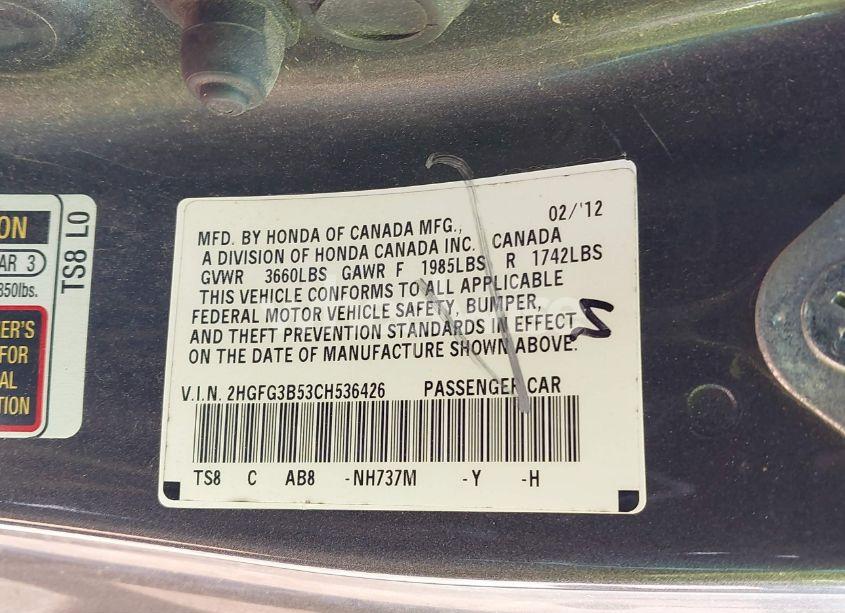 ON
AR 3
350lbs.
ER'S
FOR
AL
TION
TS8 L0
02/'12
MFD. BY HONDA OF CANADA MFG.,
A DIVISION OF HONDA CANADA INC. CANADA
GVWR 3660LBS GAWR F 1985LBS R 1742LBS
THIS VEHICLE CONFORMS TO ALL APPLICABLE
FEDERAL MOTOR VEHICLE SAFETY, BUMPER,
AND THEFT PREVENTION STANDARDS IN EFFECT
ON THE DATE OF MANUFACTURE SHOWN ABOVE.
V.I.N. 2HGFG3B53CH536426 PASSENGER CAR
TS8 C AB8 -NH737M -Y -H